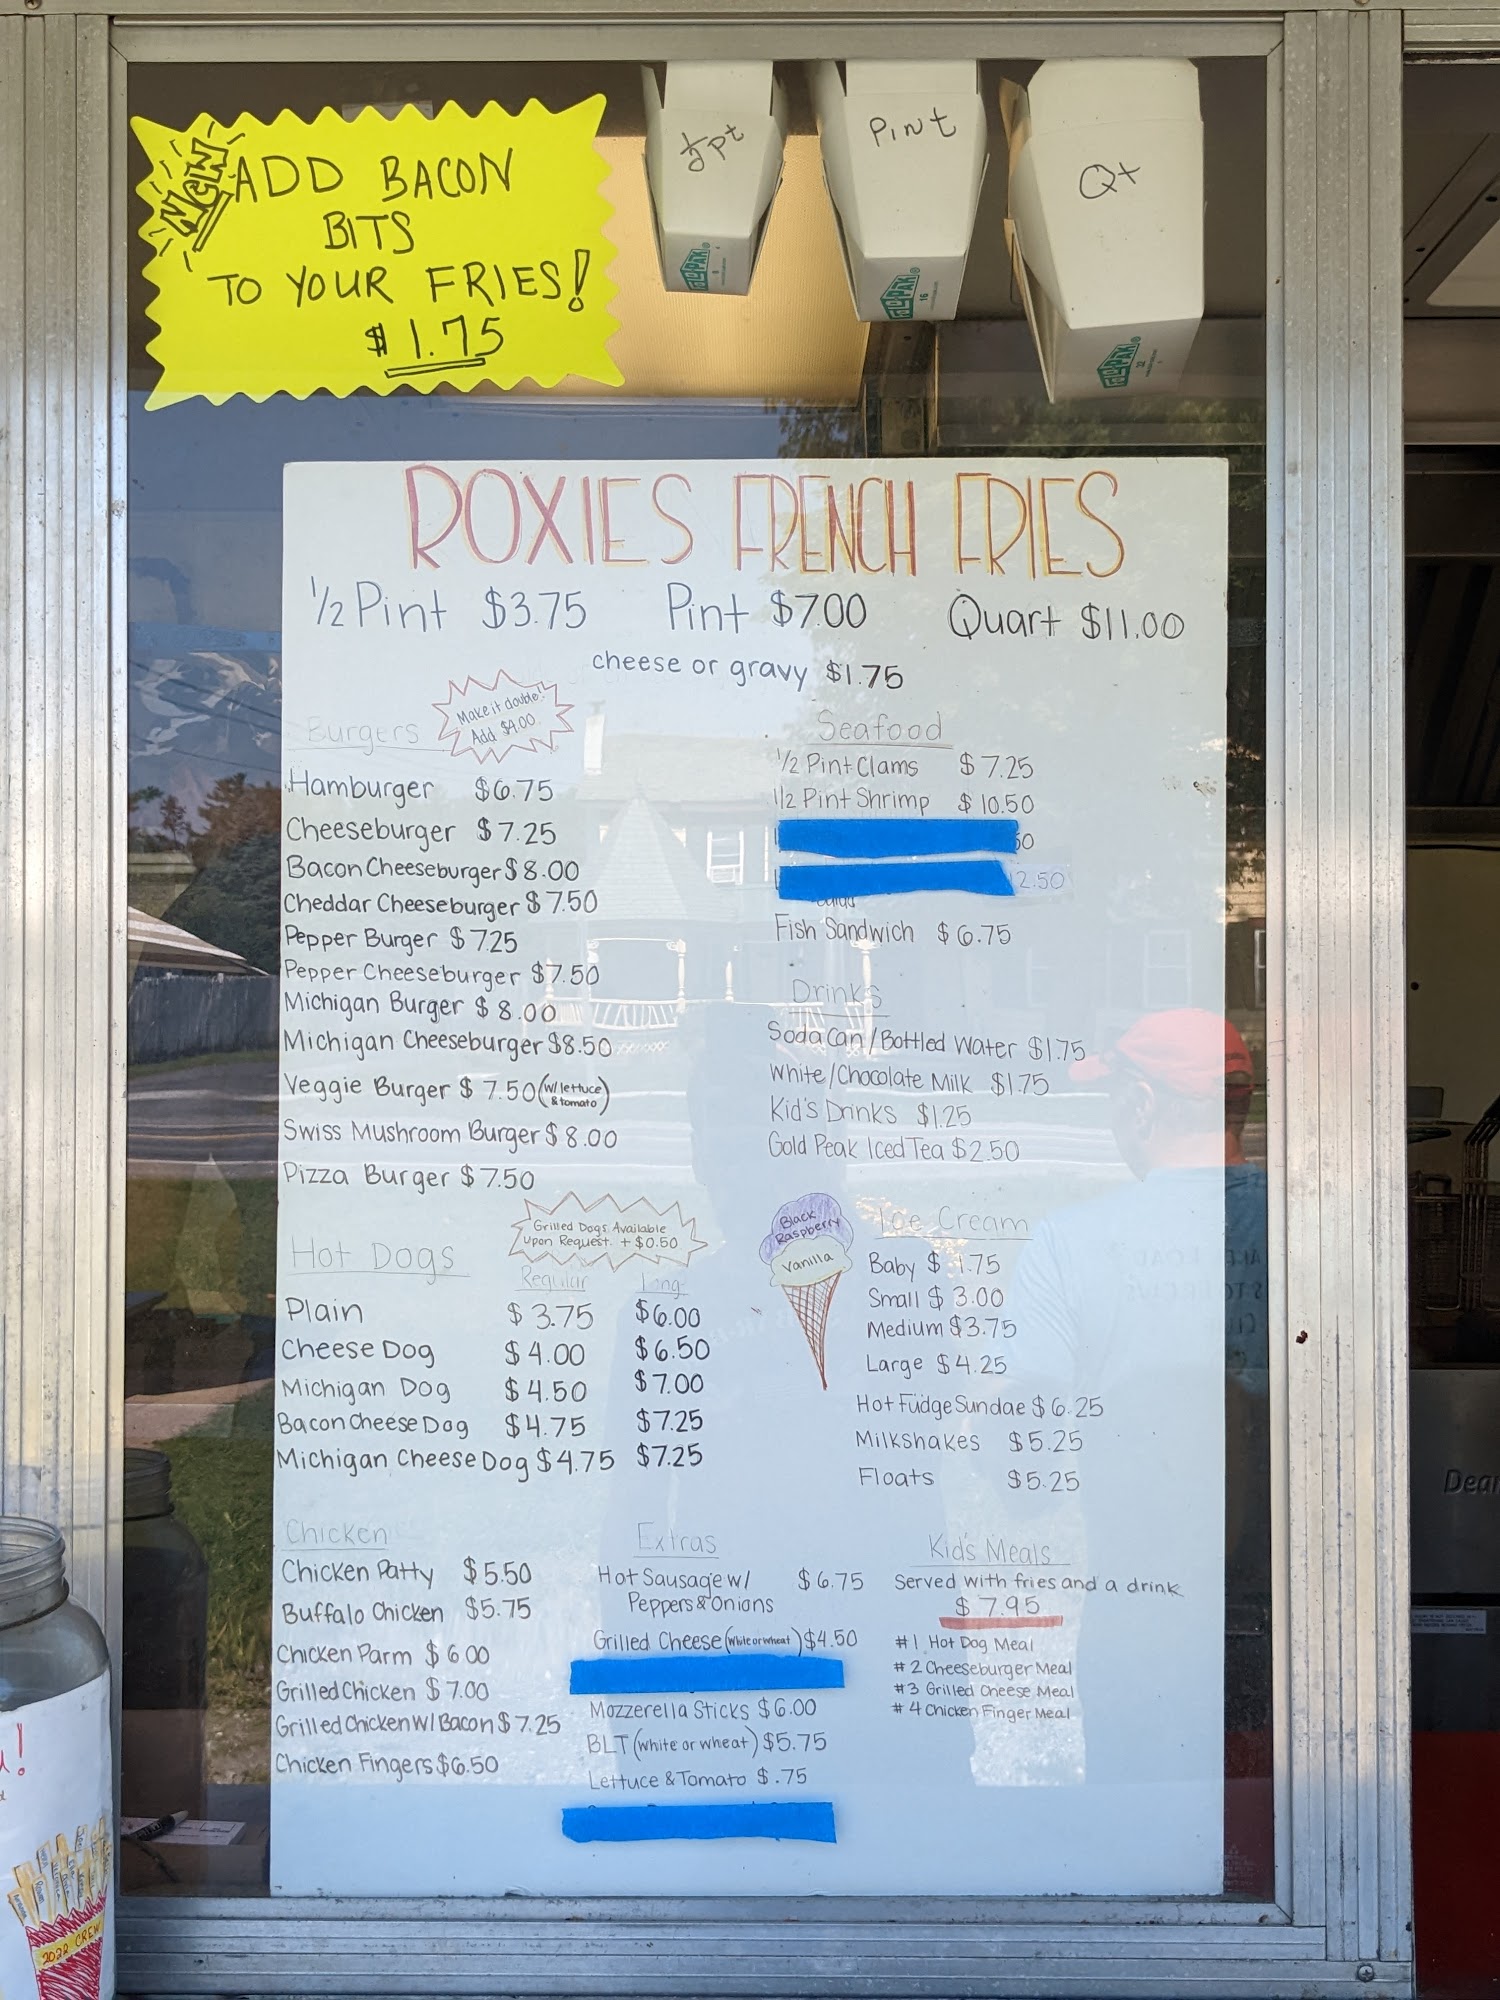 New ADD BACON
BITS
TO YOUR FRIES!
$1.75
½ pt
Pint
Qt
FOLD-PAK®
8
FOLD-PAK®
16
FOLD-PAK®
32
ROXIES FRENCH FRIES
1/2 Pint $3.75 Pint $7.00 Quart $11.00
cheese or gravy $1.75
Burgers
Make it double!
Add $4.00
Hamburger $6.75
Cheeseburger $7.25
Bacon Cheeseburger $8.00
Cheddar Cheeseburger $7.50
Pepper Burger $7.25
Pepper Cheeseburger $7.50
Michigan Burger $8.00
Michigan Cheeseburger $8.50
Veggie Burger $7.50 (w/lettuce & tomato)
Swiss Mushroom Burger $8.00
Pizza Burger $7.50
Seafood
1/2 Pint Clams $7.25
1/2 Pint Shrimp $10.50
50
12.50
Fish Sandwich $6.75
Drinks
Soda Can/Bottled Water $1.75
White/Chocolate Milk $1.75
Kid's Drinks $1.25
Gold Peak Iced Tea $2.50
Hot Dogs
Grilled Dogs Available
Upon Request. +$0.50
Regular Long
Plain $3.75 $6.00
Cheese Dog $4.00 $6.50
Michigan Dog $4.50 $7.00
Bacon Cheese Dog $4.75 $7.25
Michigan Cheese Dog $4.75 $7.25
Black Raspberry
Vanilla
Ice Cream
Baby $1.75
Small $3.00
Medium $3.75
Large $4.25
Hot Fudge Sundae $6.25
Milkshakes $5.25
Floats $5.25
Chicken
Chicken Patty $5.50
Buffalo Chicken $5.75
Chicken Parm $6.00
Grilled Chicken $7.00
Grilled Chicken W/ Bacon $7.25
Chicken Fingers $6.50
Extras
Hot Sausage w/ $6.75
Peppers & Onions
Grilled Cheese (white or wheat) $4.50
Mozzerella Sticks $6.00
BLT (white or wheat) $5.75
Lettuce & Tomato $.75
Kid's Meals
Served with fries and a drink
$7.95
#1 Hot Dog Meal
#2 Cheeseburger Meal
#3 Grilled Cheese Meal
#4 Chicken Finger Meal
2022 CREW